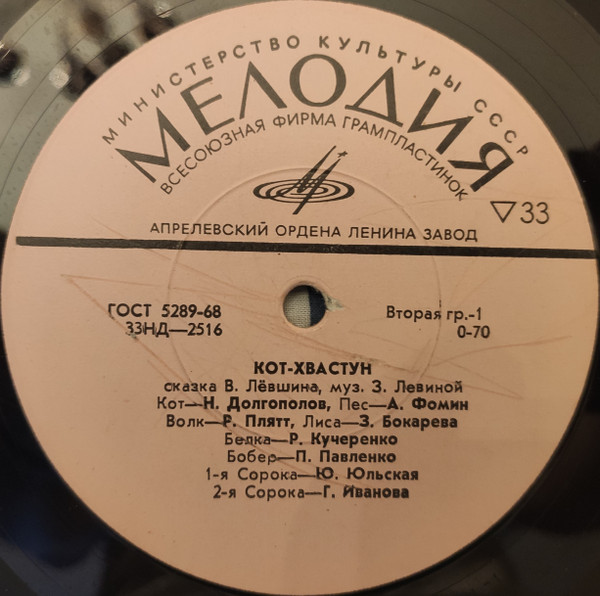 МИНИСТЕРСТВО КУЛЬТУРЫ СССР
МЕЛОДИЯ
ВСЕСОЮЗНАЯ ФИРМА ГРАМПЛАСТИНОК
▽33
АПРЕЛЕВСКИЙ ОРДЕНА ЛЕНИНА ЗАВОД
ГОСТ 5289-68
33НД—2516
Вторая гр.-1
0-70
КОТ-ХВАСТУН
сказка В. Лёвшина, муз. З. Левиной
Кот—Н. Долгополов, Пес—А. Фомин
Волк—Р. Плятт, Лиса—З. Бокарева
Белка—Р. Кучеренко
Бобер—П. Павленко
1-я Сорока—Ю. Юльская
2-я Сорока—Г. Иванова